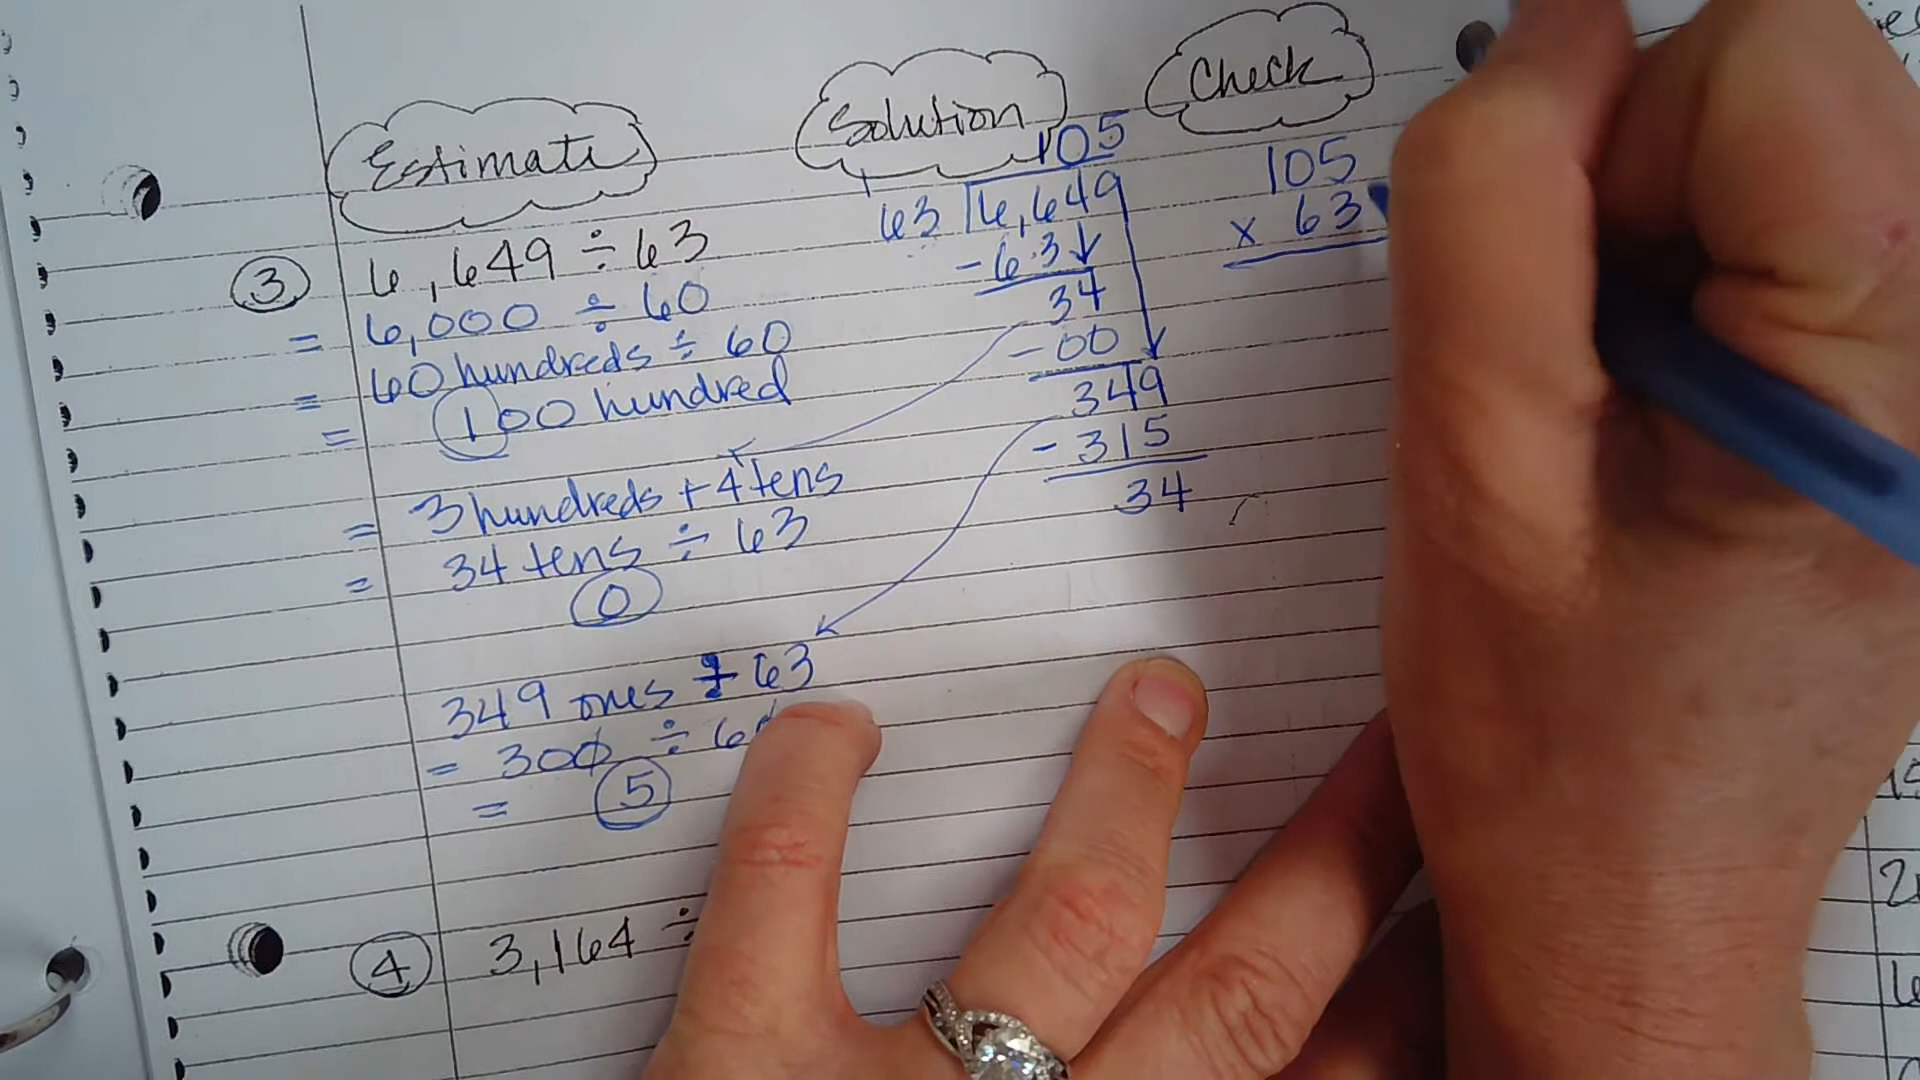 Estimate
Solution
Check
③ 6,649 ÷ 63
= 6,000 ÷ 60
= 60 hundreds ÷ 60
= 100 hundred
= 3 hundreds + 4 tens
= 34 tens ÷ 63
0
349 ones ÷ 63
= 300 ÷ 60
= 5
④ 3,164 ÷
105
63 6,649
- 63
34
- 00
349
- 315
34
105
x 63